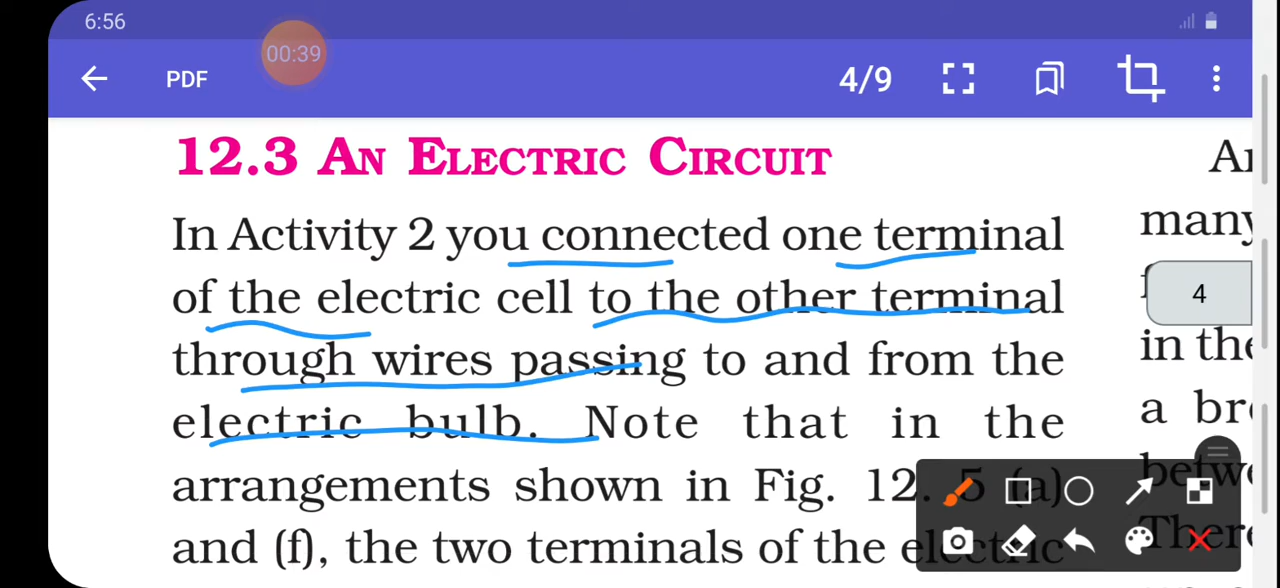 6:56
00:39
PDF
4/9
12.3 AN ELECTRIC CIRCUIT
In Activity 2 you connected one terminal
of the electric cell to the other terminal
through wires passing to and from the
electric bulb. Note that in the
arrangements shown in Fig. 12. 5 (a)
and (f), the two terminals of the electric
many
4
in the
a